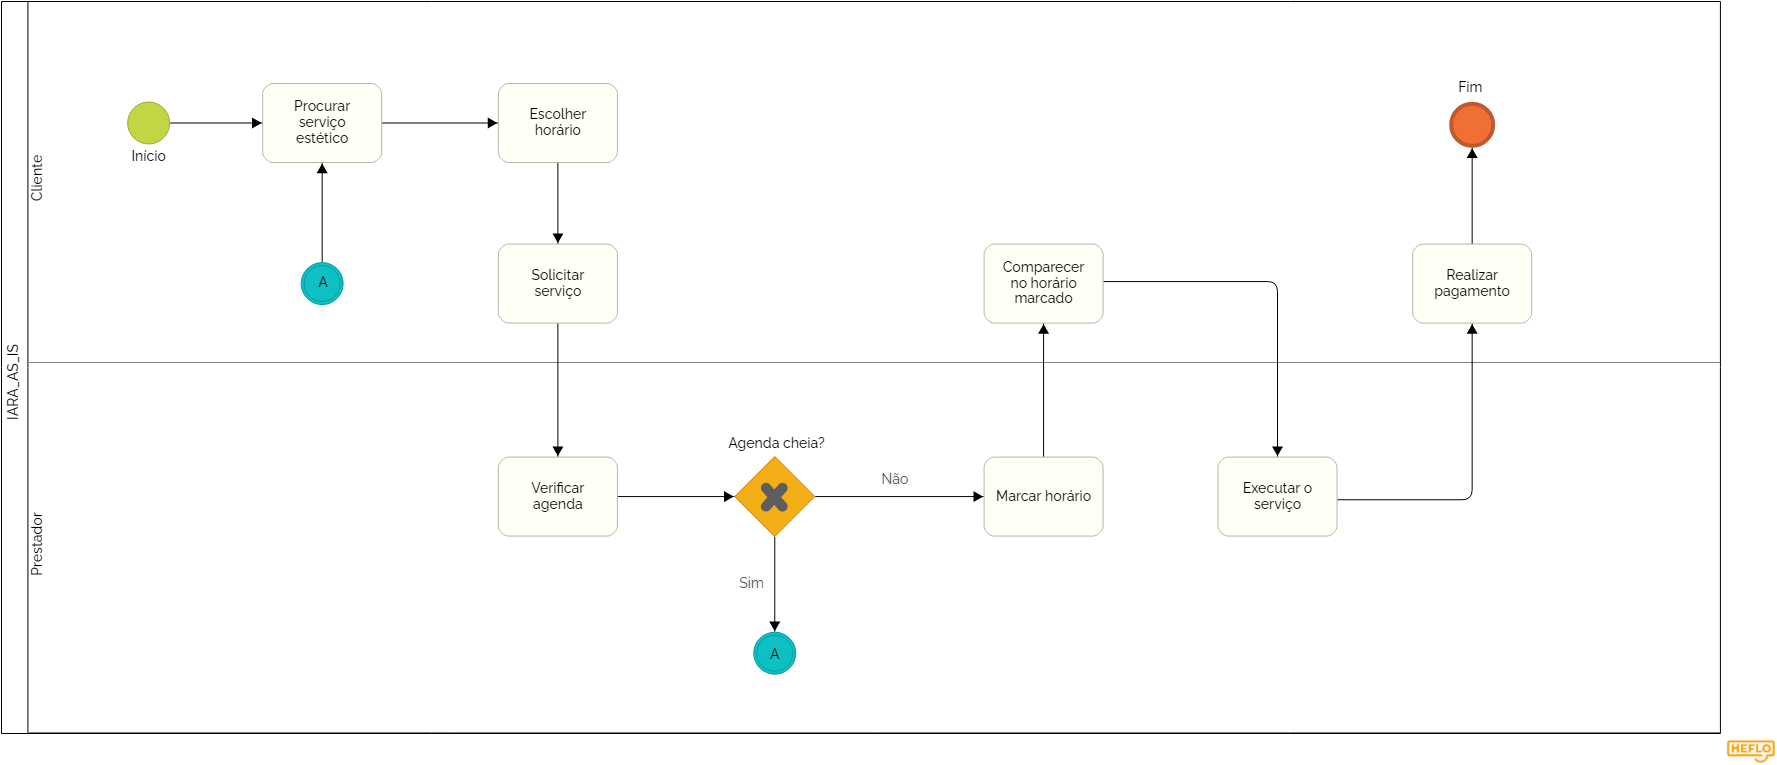 IARA_AS_IS
Cliente
Início
Procurar
serviço
estético
Escolher
horário
Fim
A
Solicitar
serviço
Comparecer
no horário
marcado
Realizar
pagamento
Prestador
Verificar
agenda
Agenda cheia?
Não
Marcar horário
Executar o
serviço
Sim
A
HEFLO